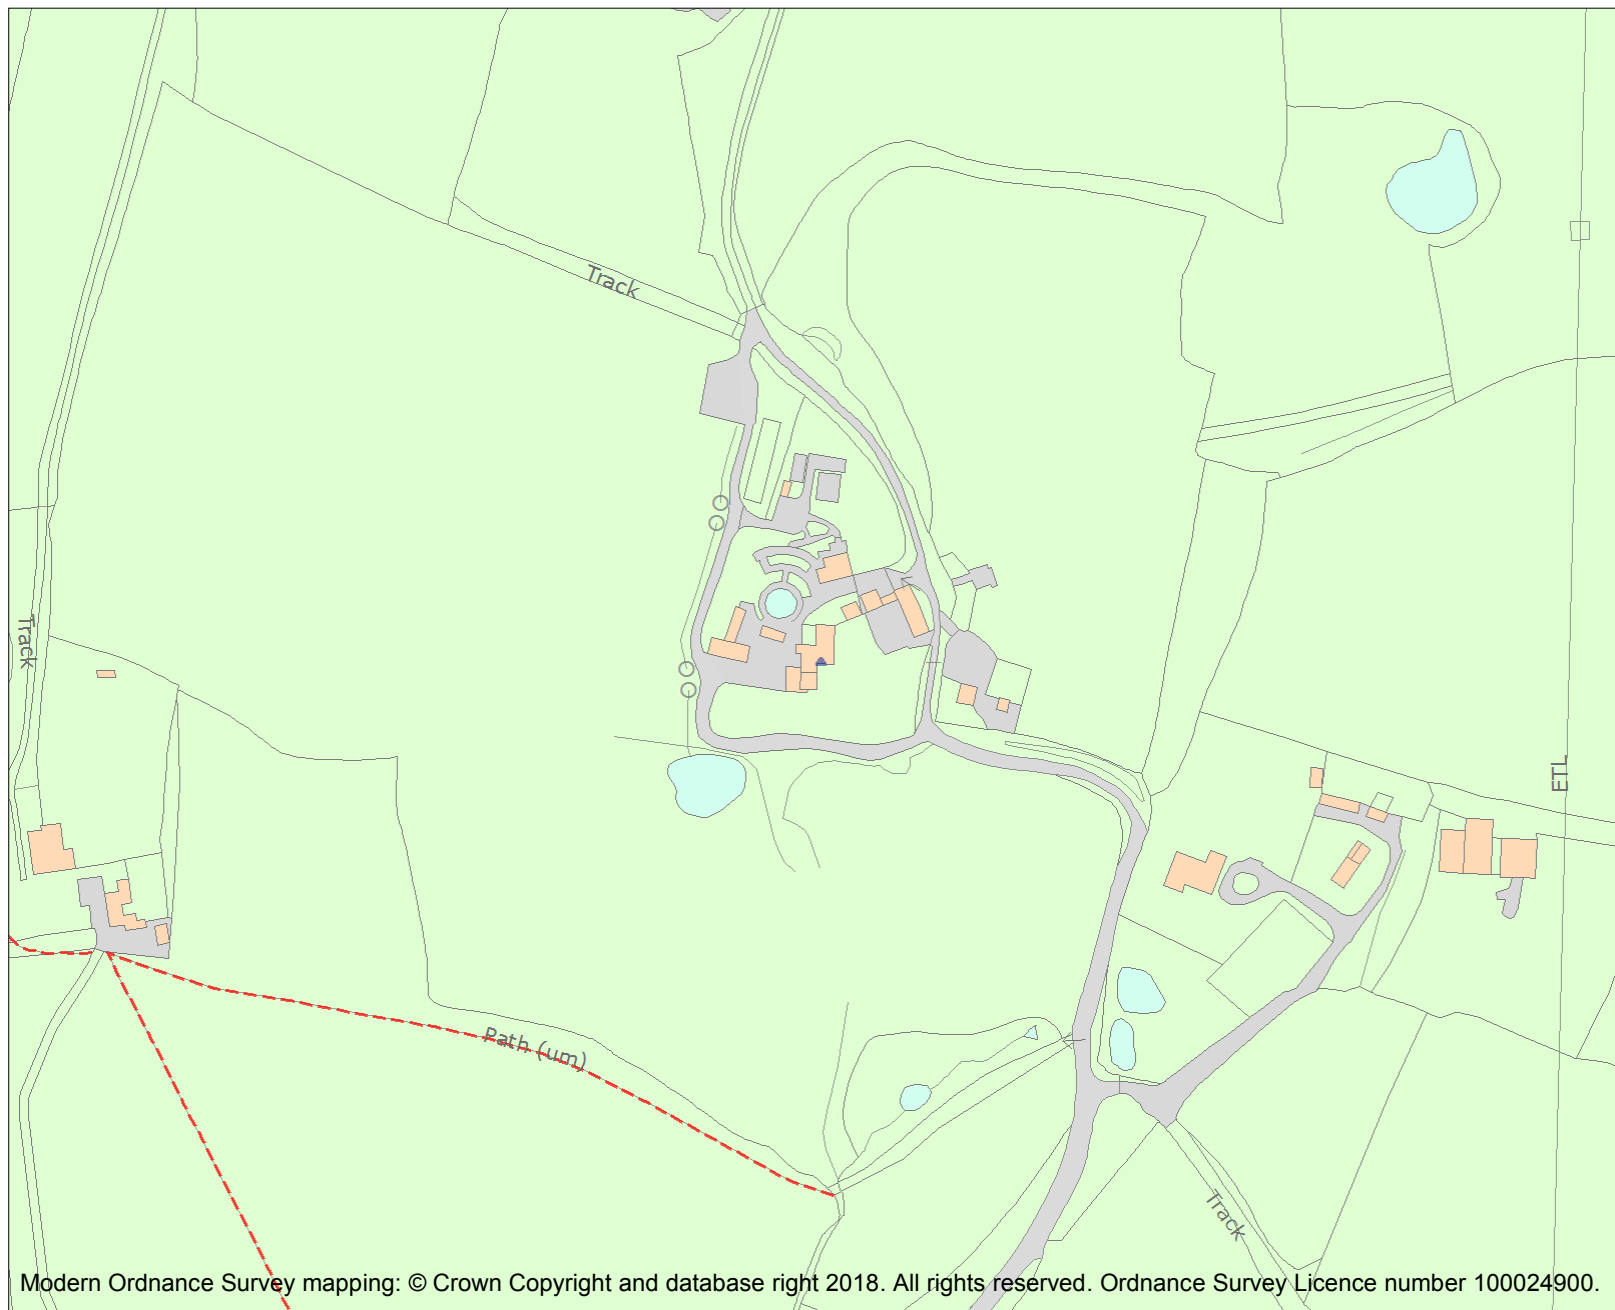 Track
Track
ETL
Path (um)
Track
Modern Ordnance Survey mapping: © Crown Copyright and database right 2018. All rights reserved. Ordnance Survey Licence number 100024900.